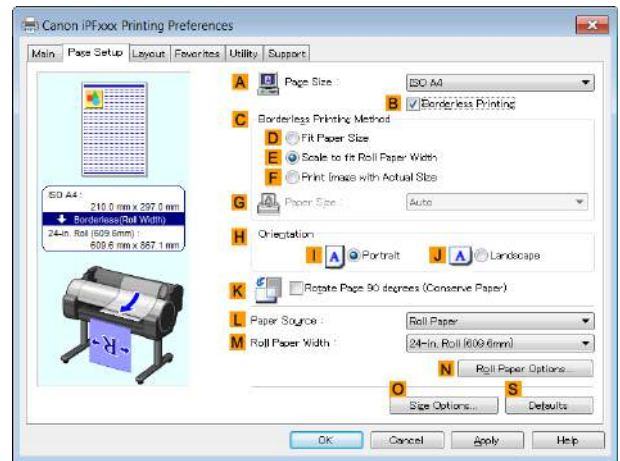 Canon iPFxxx Printing Preferences
Main Page Setup Layout Favorites Utility Support
A Page Size : ISO A4
B Borderless Printing
C Borderless Printing Method
D Fit Paper Size
E Scale to fit Roll Paper Width
F Print Image with Actual Size
ISO A4 :
210.0 mm x 297.0 mm
Borderless(Roll Width)
24-in. Roll (609.6mm) :
609.6 mm x 867.1 mm
G Paper Size : Auto
H Orientation
I A Portrait J A Landscape
K Rotate Page 90 degrees (Conserve Paper)
L Paper Source : Roll Paper
M Roll Paper Width : 24-in. Roll (609.6mm)
R
N Roll Paper Options...
O S
Size Options... Defaults
OK Cancel Apply Help